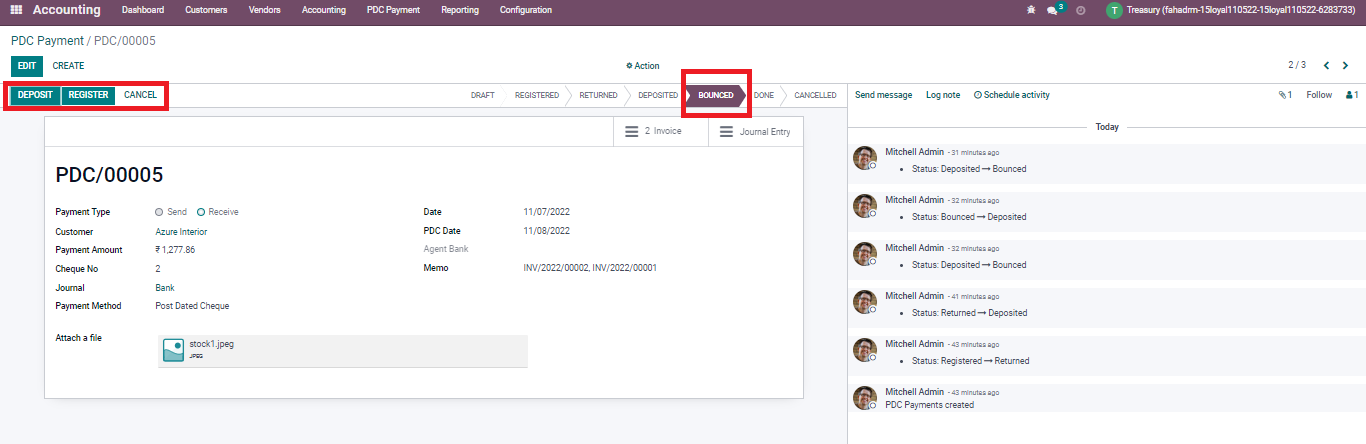 Accounting Dashboard Customers Vendors Accounting PDC Payment Reporting Configuration 3 T Treasury (fahadrm-15loyal110522-15loyal110522-6283733)
PDC Payment / PDC/00005
EDIT CREATE Action 2 / 3
DEPOSIT REGISTER CANCEL DRAFT REGISTERED RETURNED DEPOSITED BOUNCED DONE CANCELLED
Send message Log note Schedule activity 1 Follow 1
2 Invoice Journal Entry
Today
PDC/00005
Payment Type Send Receive
Customer Azure Interior
Payment Amount ₹ 1,277.86
Cheque No 2
Journal Bank
Payment Method Post Dated Cheque
Date 11/07/2022
PDC Date 11/08/2022
Agent Bank
Memo INV/2022/00002, INV/2022/00001
Attach a file stock1.jpeg
JPEG
Mitchell Admin - 31 minutes ago
Status: Deposited → Bounced
Mitchell Admin - 32 minutes ago
Status: Bounced → Deposited
Mitchell Admin - 32 minutes ago
Status: Deposited → Bounced
Mitchell Admin - 41 minutes ago
Status: Returned → Deposited
Mitchell Admin - 43 minutes ago
Status: Registered → Returned
Mitchell Admin - 43 minutes ago
PDC Payments created